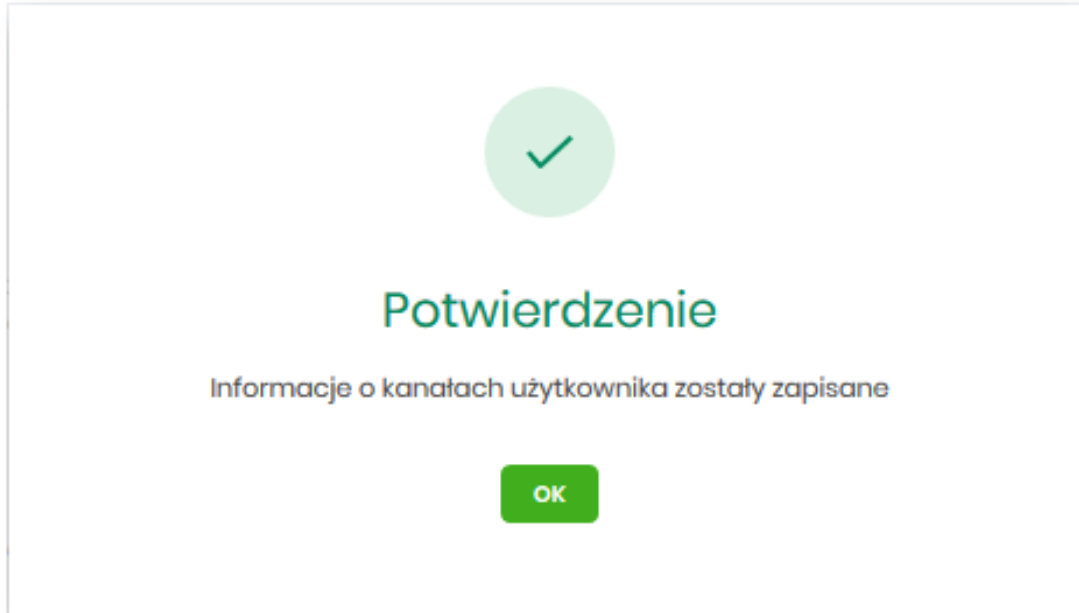 Potwierdzenie
Informacje o kanałach użytkownika zostały zapisane
OK